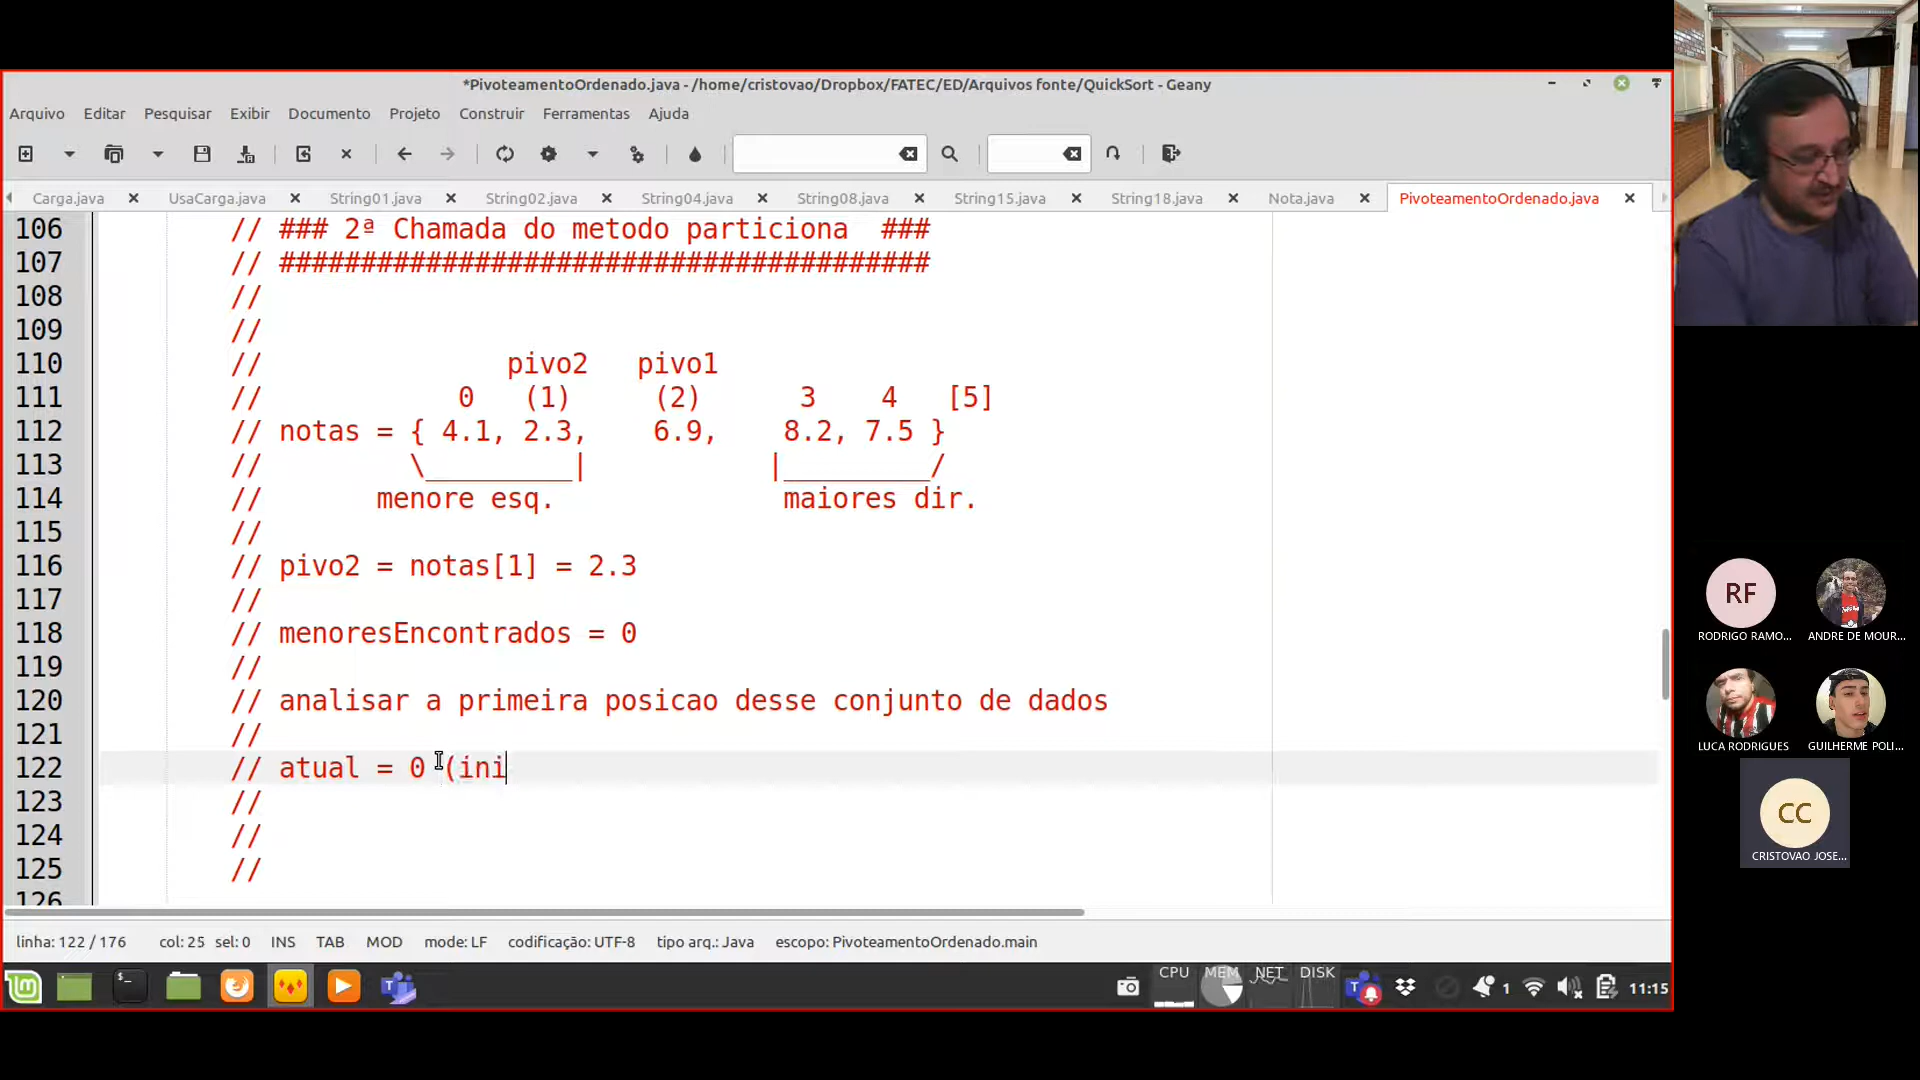 *PivoteamentoOrdenado.java - /home/cristovao/Dropbox/FATEC/ED/Arquivos fonte/QuickSort - Geany
Arquivo Editar Pesquisar Exibir Documento Projeto Construir Ferramentas Ajuda
Carga.java UsaCarga.java String01.java String02.java String04.java String08.java String15.java String18.java Nota.java PivoteamentoOrdenado.java
106 // ### 2ª Chamada do metodo particiona ###
107 // ########################################
108 //
109 //
110 // pivo2 pivo1
111 // 0 (1) (2) 3 4 [5]
112 // notas = { 4.1, 2.3, 6.9, 8.2, 7.5 }
113 // \_________| |_________/
114 // menore esq. maiores dir.
115 //
116 // pivo2 = notas[1] = 2.3
117 //
118 // menoresEncontrados = 0
119 //
120 // analisar a primeira posicao desse conjunto de dados
121 //
122 // atual = 0 (ini
123 //
124 //
125 //
126
linha: 122 / 176 col: 25 sel: 0 INS TAB MOD mode: LF codificação: UTF-8 tipo arq.: Java escopo: PivoteamentoOrdenado.main
CPU MEM NET DISK
1 11:15
RF
RODRIGO RAMO... ANDRE DE MOUR...
LUCA RODRIGUES GUILHERME POLI...
CC
CRISTOVAO JOSE...